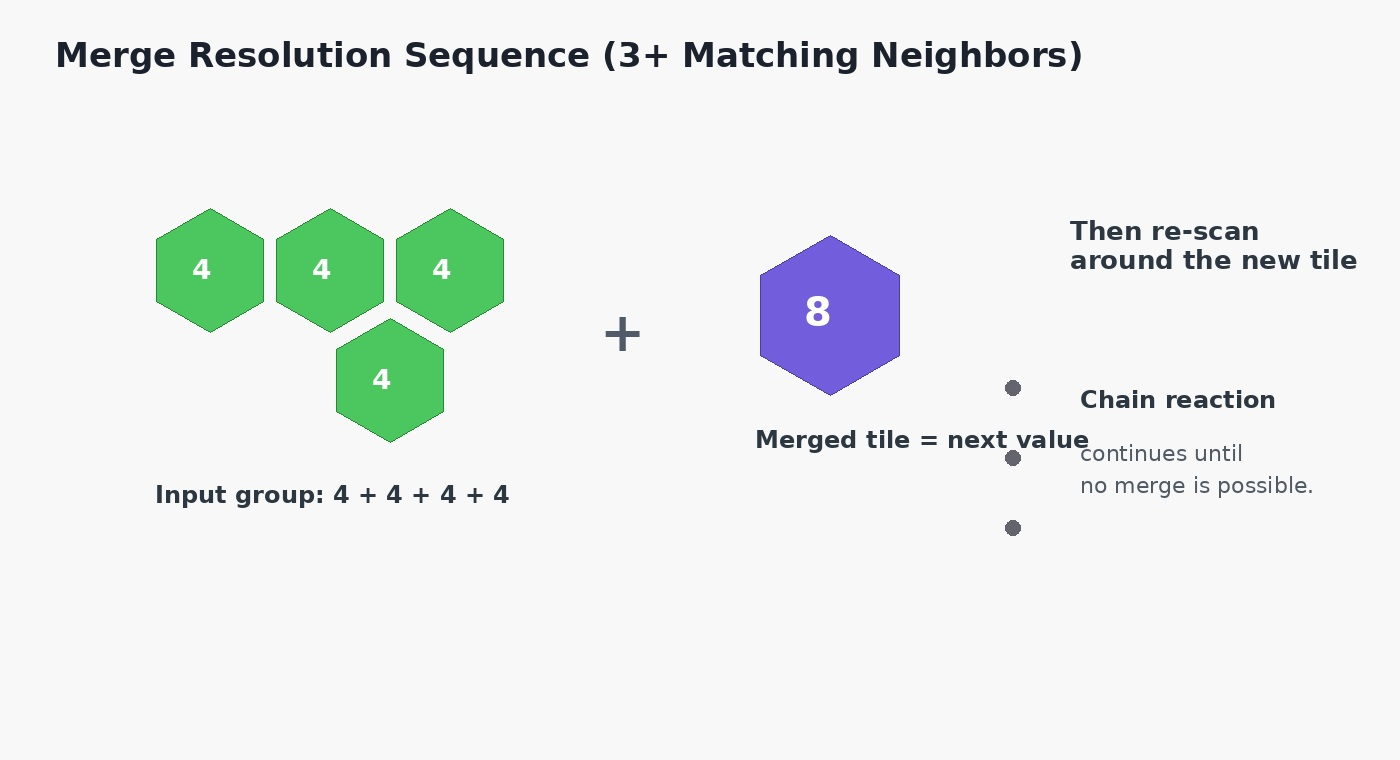 Merge Resolution Sequence (3+ Matching Neighbors)
4 4 4
4
Input group: 4 + 4 + 4 + 4
+
8
Merged tile = next value
Then re-scan
around the new tile
Chain reaction
continues until
no merge is possible.